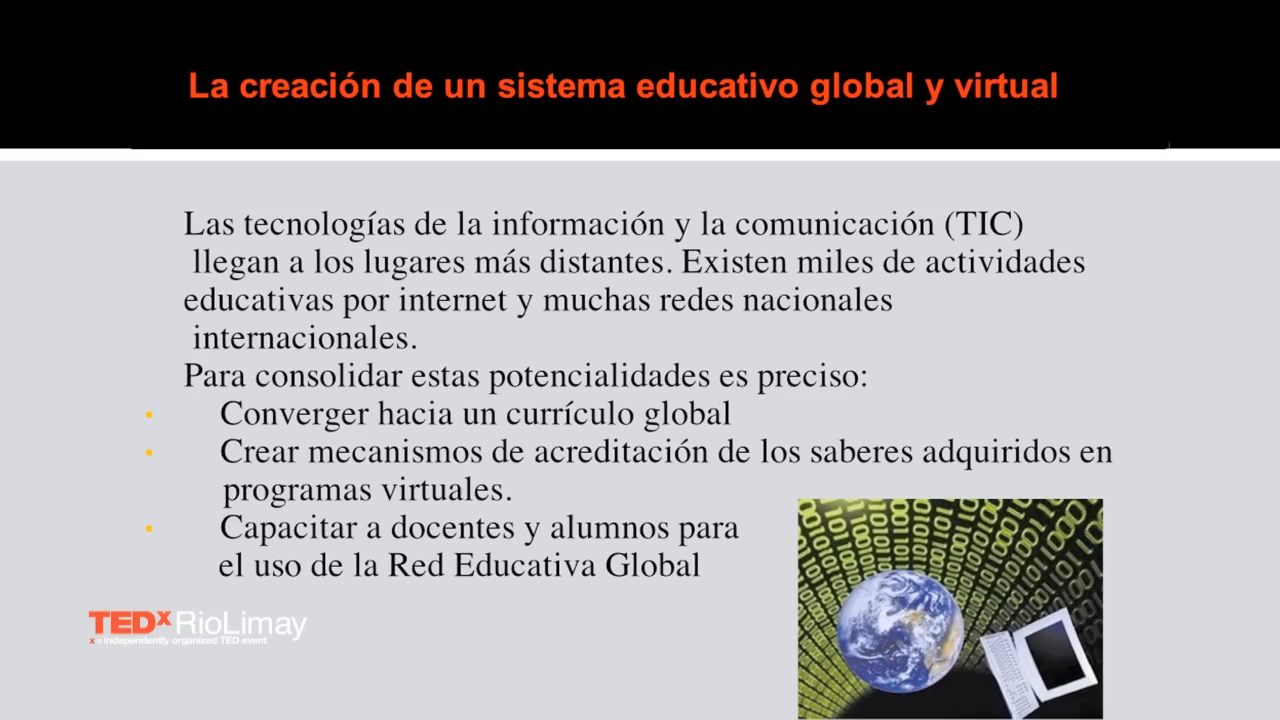 La creación de un sistema educativo global y virtual
Las tecnologías de la información y la comunicación (TIC)
llegan a los lugares más distantes. Existen miles de actividades
educativas por internet y muchas redes nacionales
internacionales.
Para consolidar estas potencialidades es preciso:
Converger hacia un currículo global
Crear mecanismos de acreditación de los saberes adquiridos en
programas virtuales.
Capacitar a docentes y alumnos para
el uso de la Red Educativa Global
TEDx RioLimay
x = independently organized TED event